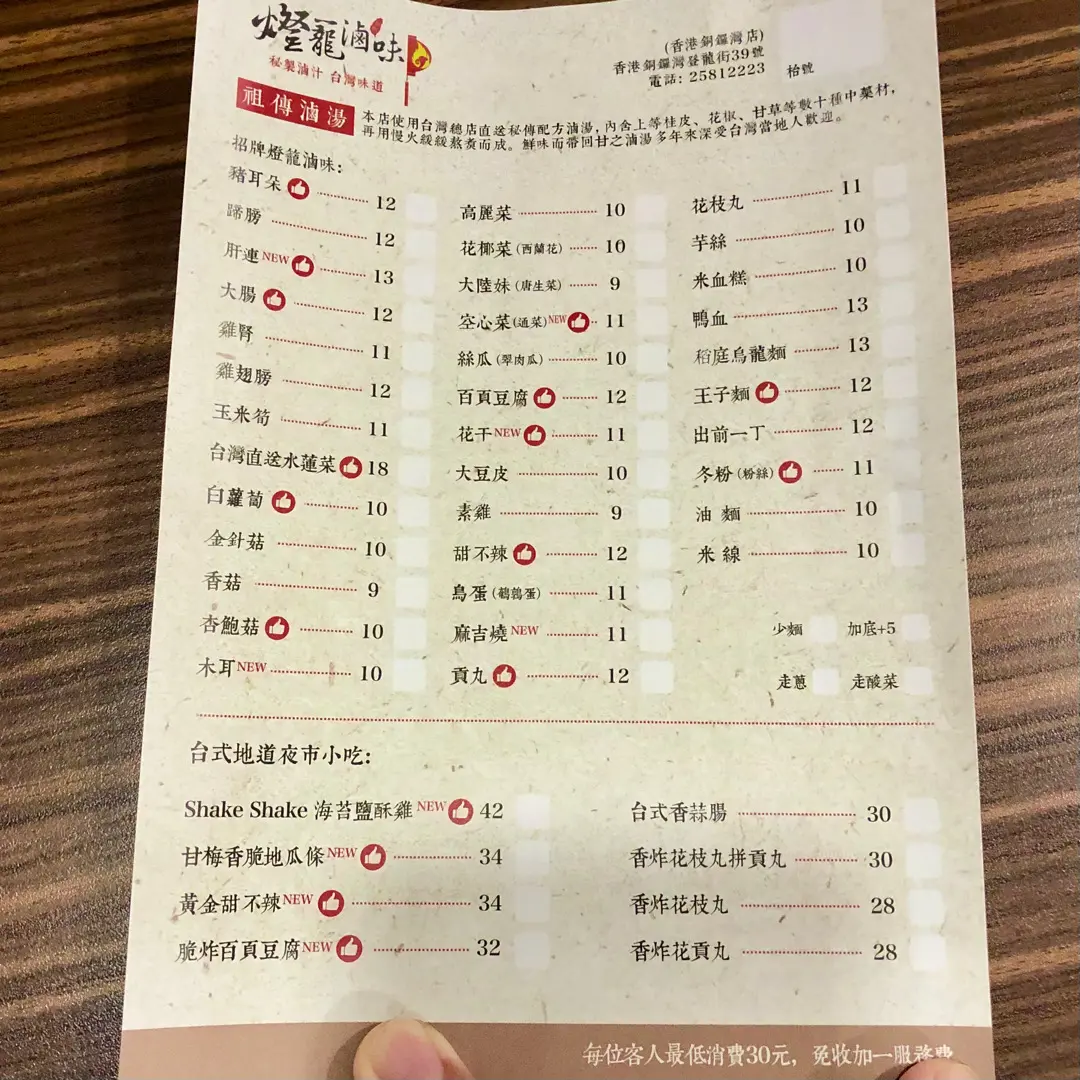 燈籠滷味
秘製滷汁 台灣味道
(香港銅鑼灣店)
香港銅鑼灣登龍街39號
電話: 25812223
枱號
祖傳滷湯
本店使用台灣總店直送秘傳配方滷湯, 內含上等桂皮、花椒、甘草等數十種中藥材,
再用慢火緩緩熬煑而成。鮮味而帶回甘之滷湯多年來深受台灣當地人歡迎。
招牌燈籠滷味:
豬耳朵 12
蹄膀 12
肝連 NEW 13
大腸 12
雞腎 11
雞翅膀 12
玉米筍 11
台灣直送水蓮菜 18
白蘿蔔 10
金針菇 10
香菇 9
杏鮑菇 10
木耳 NEW 10
高麗菜 10
花椰菜 (西蘭花) 10
大陸妹 (唐生菜) 9
空心菜 (通菜) NEW 11
絲瓜 (翠肉瓜) 10
百頁豆腐 12
花干 NEW 11
大豆皮 10
素雞 9
甜不辣 12
鳥蛋 (鵪鶉蛋) 11
麻吉燒 NEW 11
貢丸 12
花枝丸 11
芋絲 10
米血糕 10
鴨血 13
稻庭烏龍麵 13
王子麵 12
出前一丁 12
冬粉 (粉絲) 11
油 麵 10
米 線 10
少麵 加底+5
走蔥 走酸菜
台式地道夜市小吃:
Shake Shake 海苔鹽酥雞 NEW 42
甘梅香脆地瓜條 NEW 34
黃金甜不辣 NEW 34
脆炸百頁豆腐 NEW 32
台式香蒜腸 30
香炸花枝丸拼貢丸 30
香炸花枝丸 28
香炸花貢丸 28
每位客人最低消費30元, 免收加一服務費